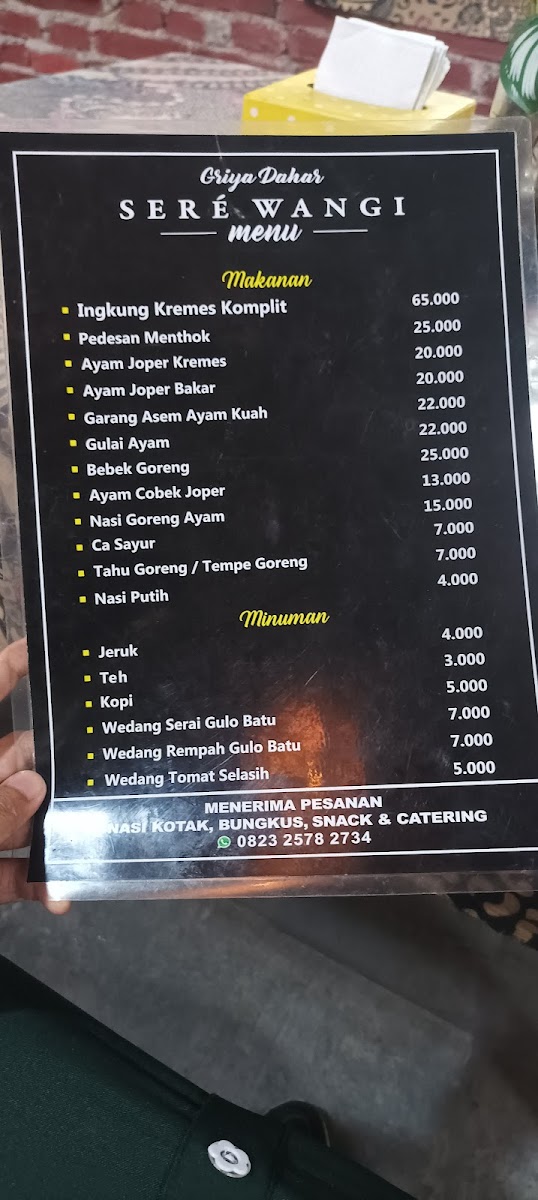 Griya Dahar
SERÉ WANGI
menu
Makanan
Ingkung Kremes Komplit 65.000
Pedesan Menthok 25.000
Ayam Joper Kremes 20.000
Ayam Joper Bakar 20.000
Garang Asem Ayam Kuah 22.000
Gulai Ayam 22.000
Bebek Goreng 25.000
Ayam Cobek Joper 13.000
Nasi Goreng Ayam 15.000
Ca Sayur 7.000
Tahu Goreng / Tempe Goreng 7.000
Nasi Putih 4.000
Minuman
Jeruk 4.000
Teh 3.000
Kopi 5.000
Wedang Serai Gulo Batu 7.000
Wedang Rempah Gulo Batu 7.000
Wedang Tomat Selasih 5.000
MENERIMA PESANAN
NASI KOTAK, BUNGKUS, SNACK & CATERING
0823 2578 2734